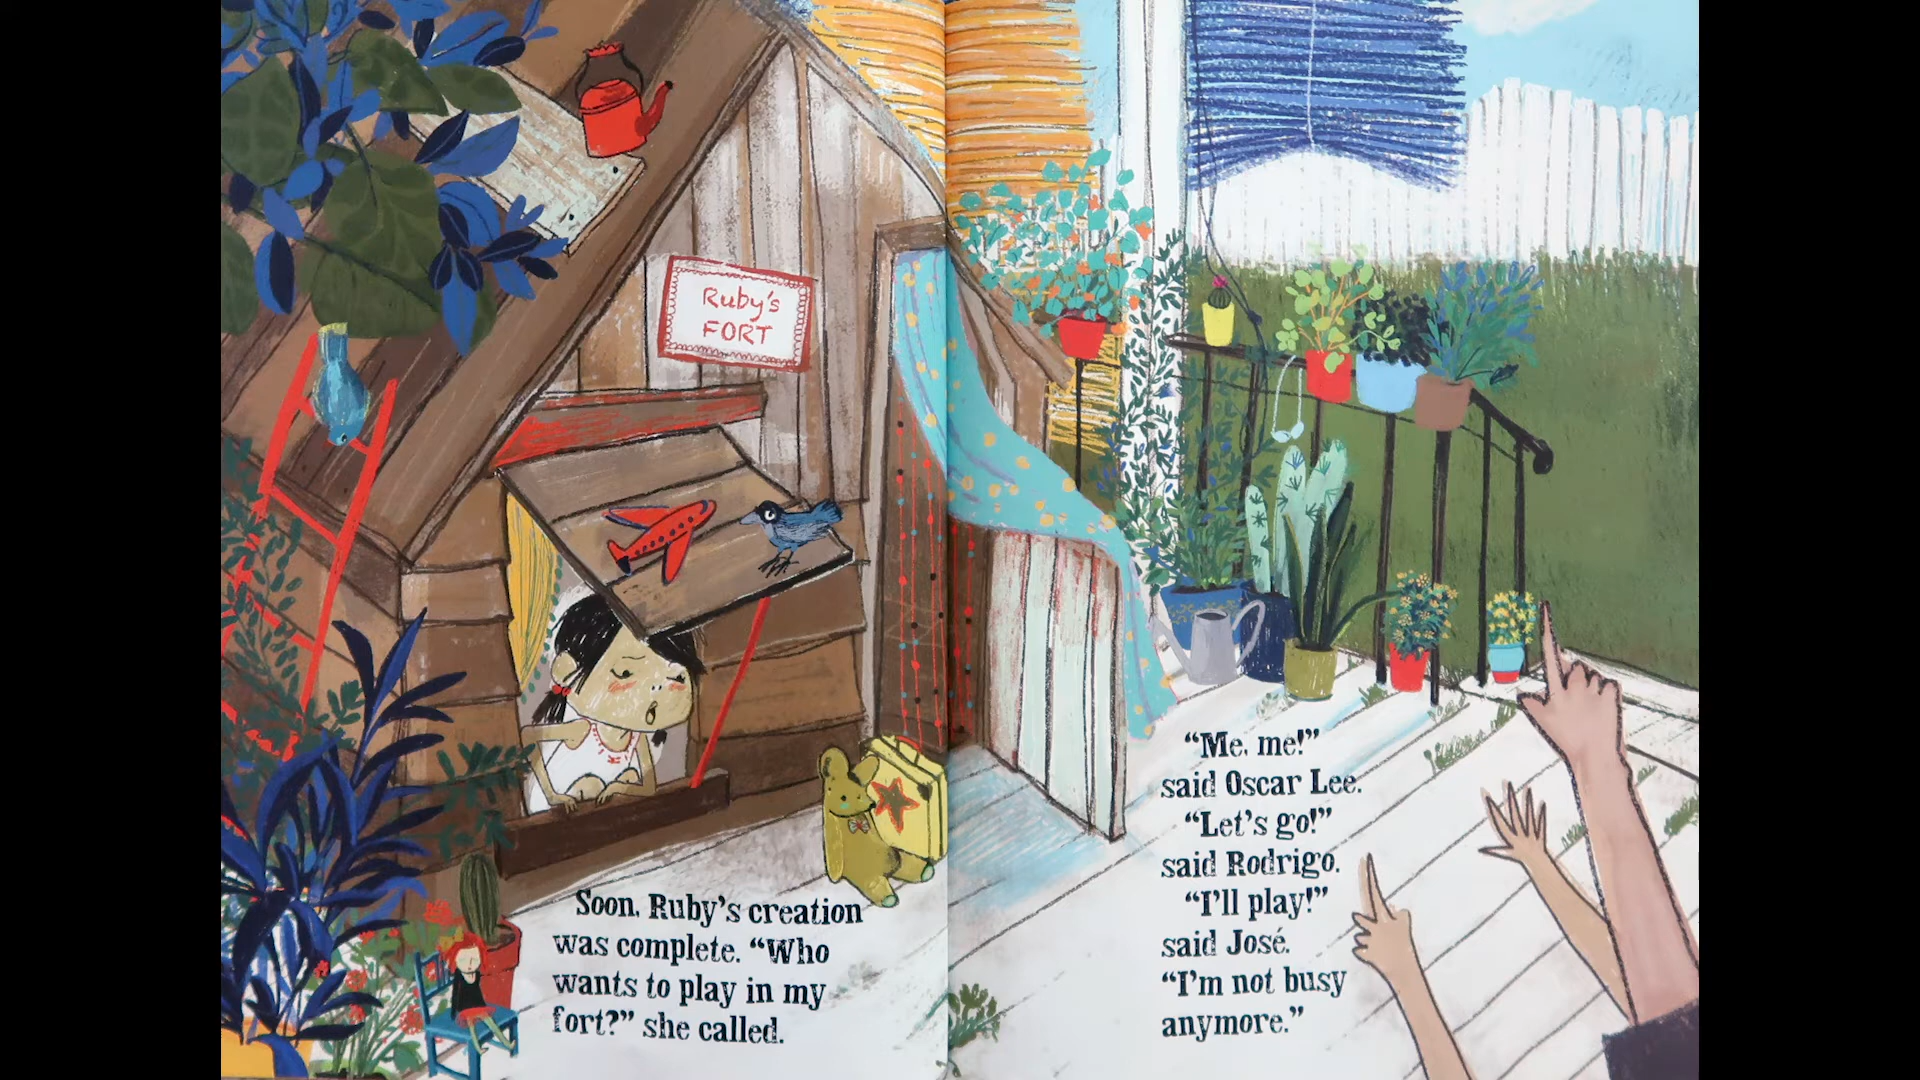 Ruby's
FORT
Soon, Ruby's creation
was complete. “Who
wants to play in my
fort?” she called.
“Me, me!”
said Oscar Lee.
“Let's go!”
said Rodrigo.
“I'll play!”
said José.
“I'm not busy
anymore.”